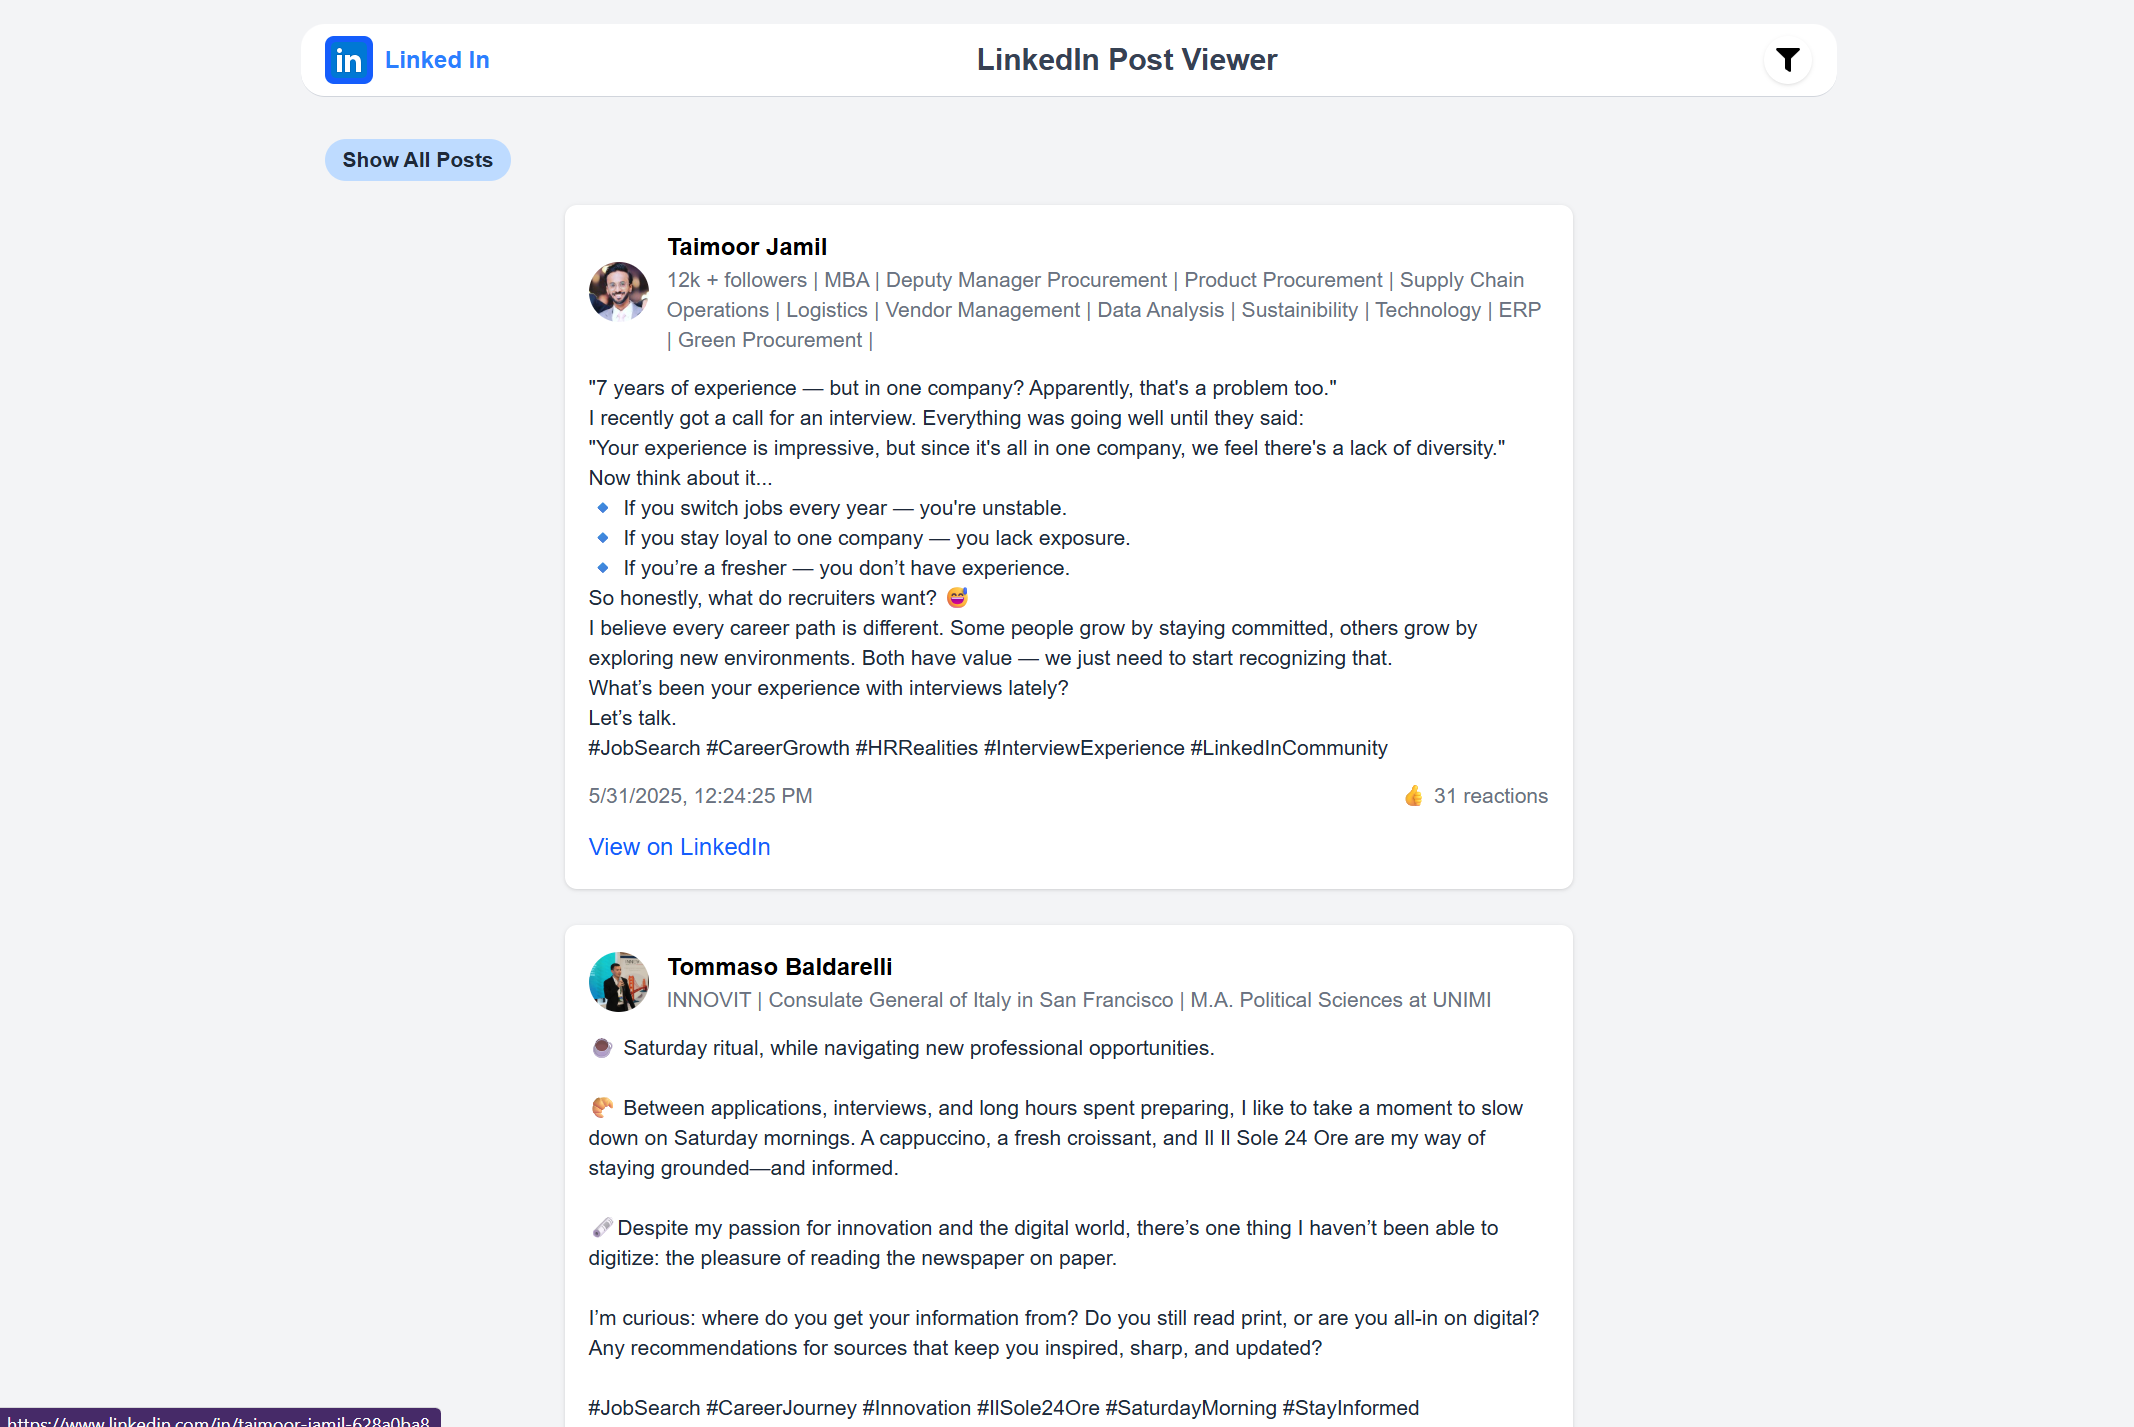 in Linked In
LinkedIn Post Viewer
Show All Posts
Taimoor Jamil
12k + followers | MBA | Deputy Manager Procurement | Product Procurement | Supply Chain
Operations | Logistics | Vendor Management | Data Analysis | Sustainibility | Technology | ERP
| Green Procurement |
"7 years of experience — but in one company? Apparently, that's a problem too."
I recently got a call for an interview. Everything was going well until they said:
"Your experience is impressive, but since it's all in one company, we feel there's a lack of diversity."
Now think about it...
🔹 If you switch jobs every year — you're unstable.
🔹 If you stay loyal to one company — you lack exposure.
🔹 If you’re a fresher — you don’t have experience.
So honestly, what do recruiters want? 😅
I believe every career path is different. Some people grow by staying committed, others grow by
exploring new environments. Both have value — we just need to start recognizing that.
What’s been your experience with interviews lately?
Let’s talk.
#JobSearch #CareerGrowth #HRRealities #InterviewExperience #LinkedInCommunity
5/31/2025, 12:24:25 PM
👍 31 reactions
View on LinkedIn
Tommaso Baldarelli
INNOVIT | Consulate General of Italy in San Francisco | M.A. Political Sciences at UNIMI
☕ Saturday ritual, while navigating new professional opportunities.
🥐 Between applications, interviews, and long hours spent preparing, I like to take a moment to slow
down on Saturday mornings. A cappuccino, a fresh croissant, and Il Il Sole 24 Ore are my way of
staying grounded—and informed.
🗞️Despite my passion for innovation and the digital world, there’s one thing I haven’t been able to
digitize: the pleasure of reading the newspaper on paper.
I’m curious: where do you get your information from? Do you still read print, or are you all-in on digital?
Any recommendations for sources that keep you inspired, sharp, and updated?
#JobSearch #CareerJourney #Innovation #IlSole24Ore #SaturdayMorning #StayInformed
https://www.linkedin.com/in/taimoor-jamil-628a0ba8